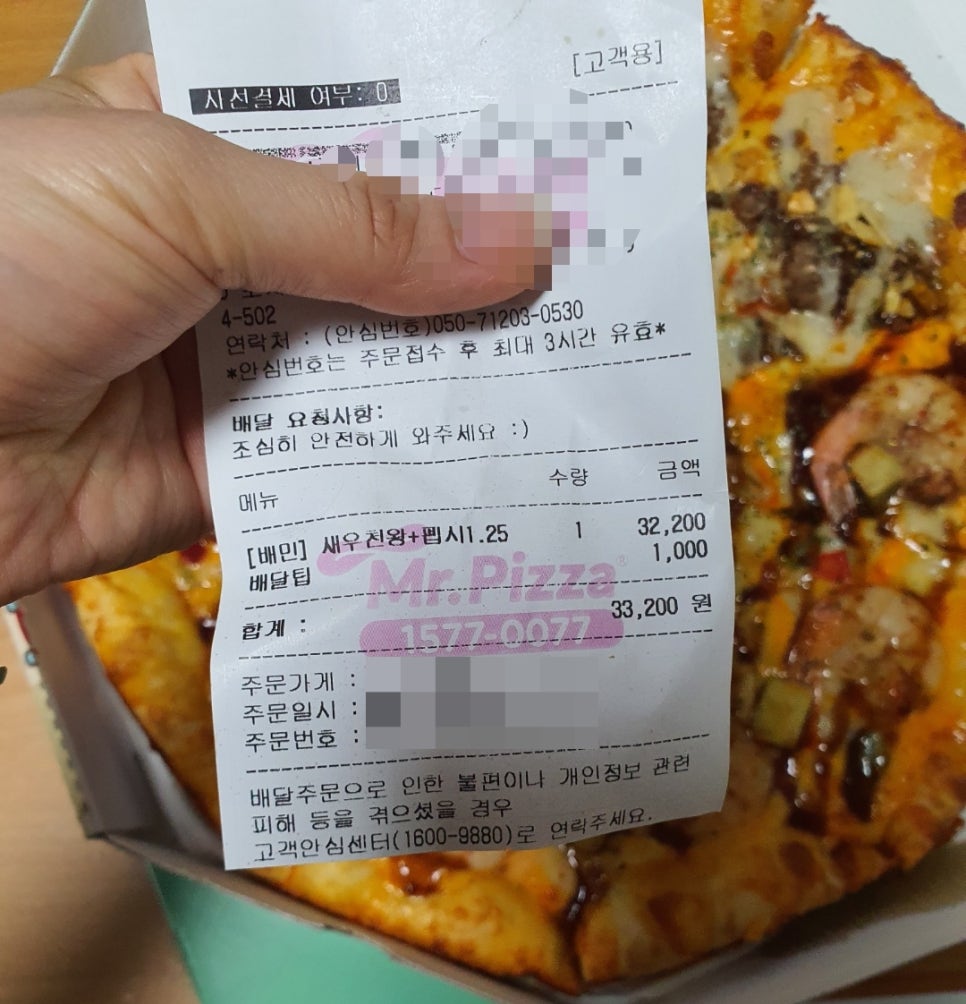 [고객용]
사전결제 여부: O
4-502
연락처 : (안심번호)050-71203-0530
*안심번호는 주문접수 후 최대 3시간 유효*
배달 요청사항:
조심히 안전하게 와주세요 :)
메뉴 수량 금액
[배민] 새우천왕+펩시1.25 1 32,200
배달팁 1,000
Mr.Pizza®
합계 : 33,200 원
1577-0077
주문가게 :
주문일시 :
주문번호 :
배달주문으로 인한 불편이나 개인정보 관련
피해 등을 겪으셨을 경우
고객안심센터(1600-9880)로 연락주세요.